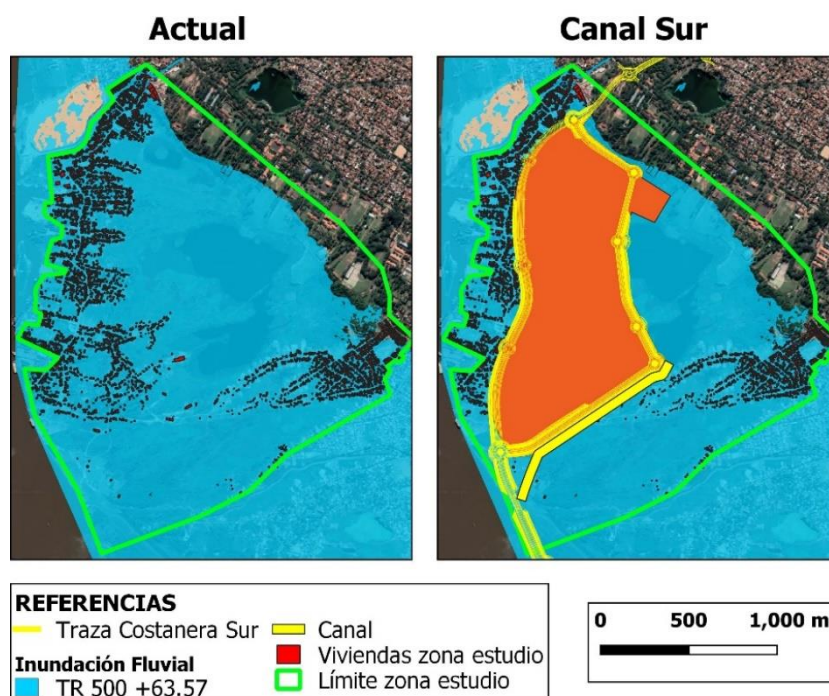 Actual
Canal Sur
REFERENCIAS
Traza Costanera Sur
Canal
Viviendas zona estudio
Inundación Fluvial
TR 500 +63.57
Límite zona estudio
0 500 1,000 m